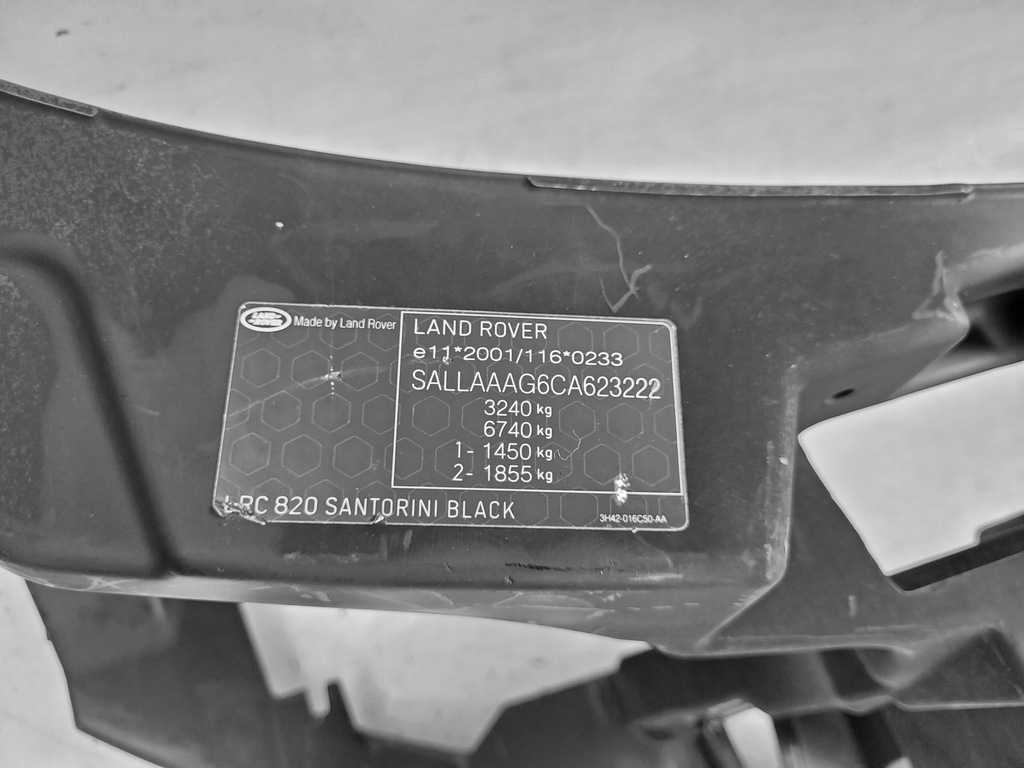 LAND-
ROVER
Made by Land Rover
LAND ROVER
e11*2001/116*0233
SALLAAAG6CA623222
3240 kg
6740 kg
1- 1450 kg
2- 1855 kg
LRC 820 SANTORINI BLACK
3H42-016C50-AA